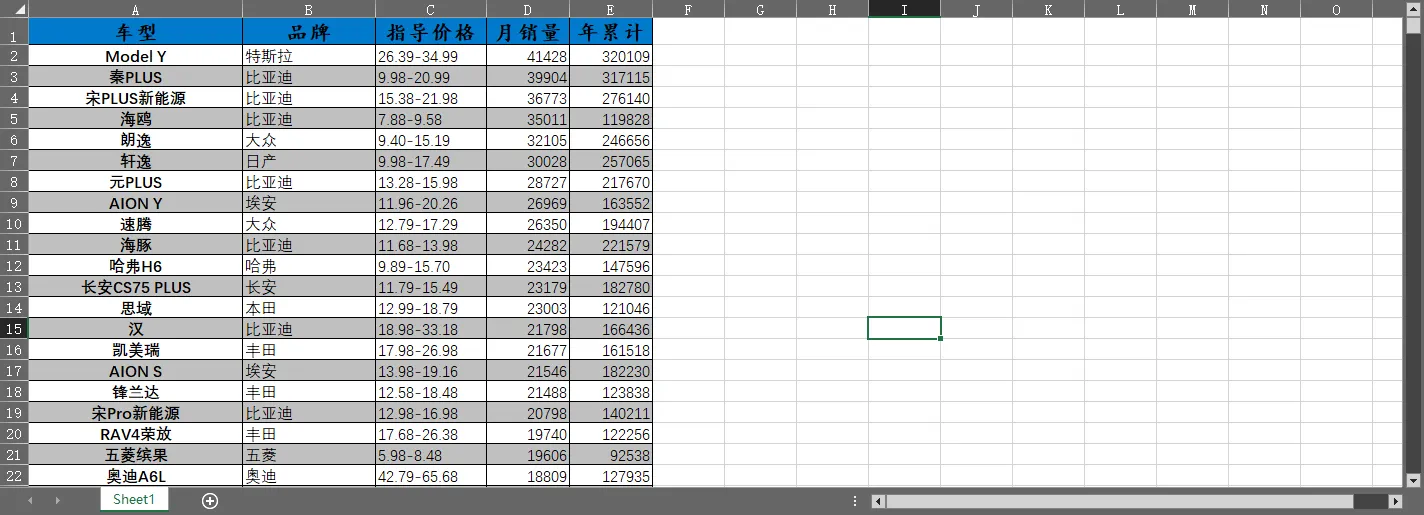 A B C D E F G H I J K L M N O
1 车型 品牌 指导价格 月销量 年累计
2 Model Y 特斯拉 26.39-34.99 41428 320109
3 秦PLUS 比亚迪 9.98-20.99 39904 317115
4 宋PLUS新能源 比亚迪 15.38-21.98 36773 276140
5 海鸥 比亚迪 7.88-9.58 35011 119828
6 朗逸 大众 9.40-15.19 32105 246656
7 轩逸 日产 9.98-17.49 30028 257065
8 元PLUS 比亚迪 13.28-15.98 28727 217670
9 AION Y 埃安 11.96-20.26 26969 163552
10 速腾 大众 12.79-17.29 26350 194407
11 海豚 比亚迪 11.68-13.98 24282 221579
12 哈弗H6 哈弗 9.89-15.70 23423 147596
13 长安CS75 PLUS 长安 11.79-15.49 23179 182780
14 思域 本田 12.99-18.79 23003 121046
15 汉 比亚迪 18.98-33.18 21798 166436
16 凯美瑞 丰田 17.98-26.98 21677 161518
17 AION S 埃安 13.98-19.16 21546 182230
18 锋兰达 丰田 12.58-18.48 21488 123838
19 宋Pro新能源 比亚迪 12.98-16.98 20798 140211
20 RAV4荣放 丰田 17.68-26.38 19740 122256
21 五菱缤果 五菱 5.98-8.48 19606 92538
22 奥迪A6L 奥迪 42.79-65.68 18809 127935
Sheet1